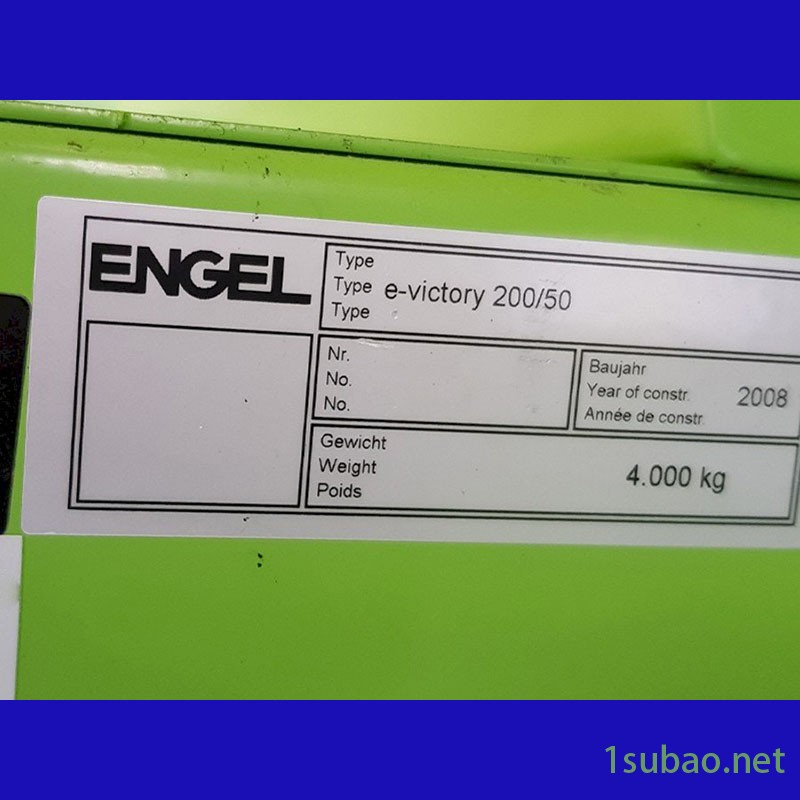 ENGEL
Type
Type e-victory 200/50
Type
Nr.
No.
No.
Baujahr
Year of constr. 2008
Année de constr.
Gewicht
Weight 4.000 kg
Poids
1subao.net